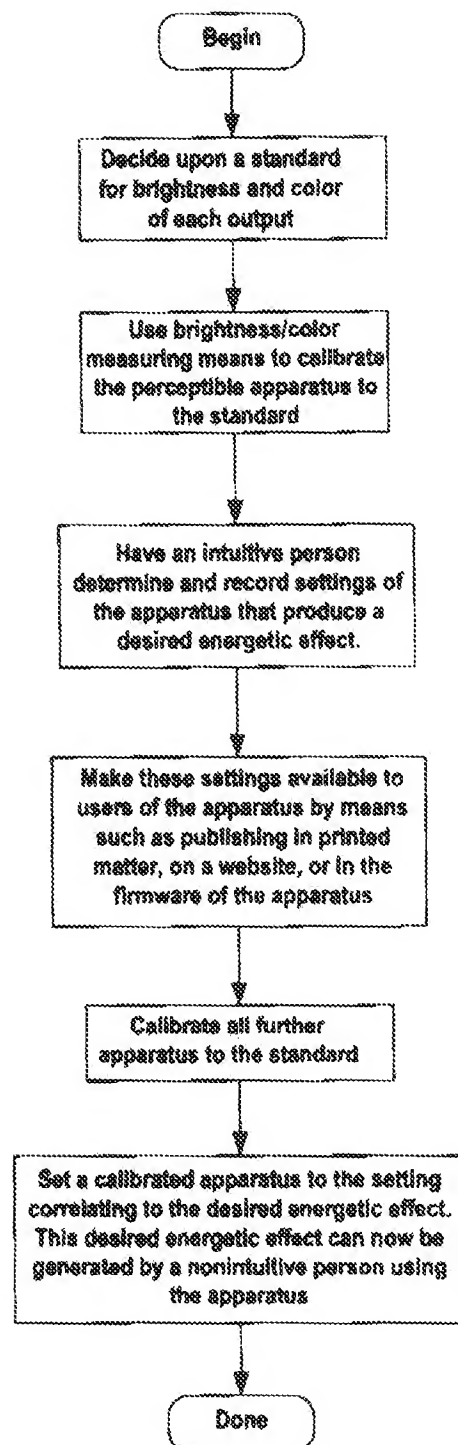 Begin
Decide upon a standard
for brightness and color
of each output
Use brightness/color
measuring means to calibrate
the perceptible apparatus to
the standard
Have an intuitive person
determine and record settings of
the apparatus that produce a
desired energetic effect.
Make these settings available to
users of the apparatus by means
such as publishing in printed
matter, on a website, or in the
firmware of the apparatus
Calibrate all further
apparatus to the standard
Set a calibrated apparatus to the setting
correlating to the desired energetic effect.
This desired energetic effect can now be
generated by a nonintuitive person using
the apparatus
Done